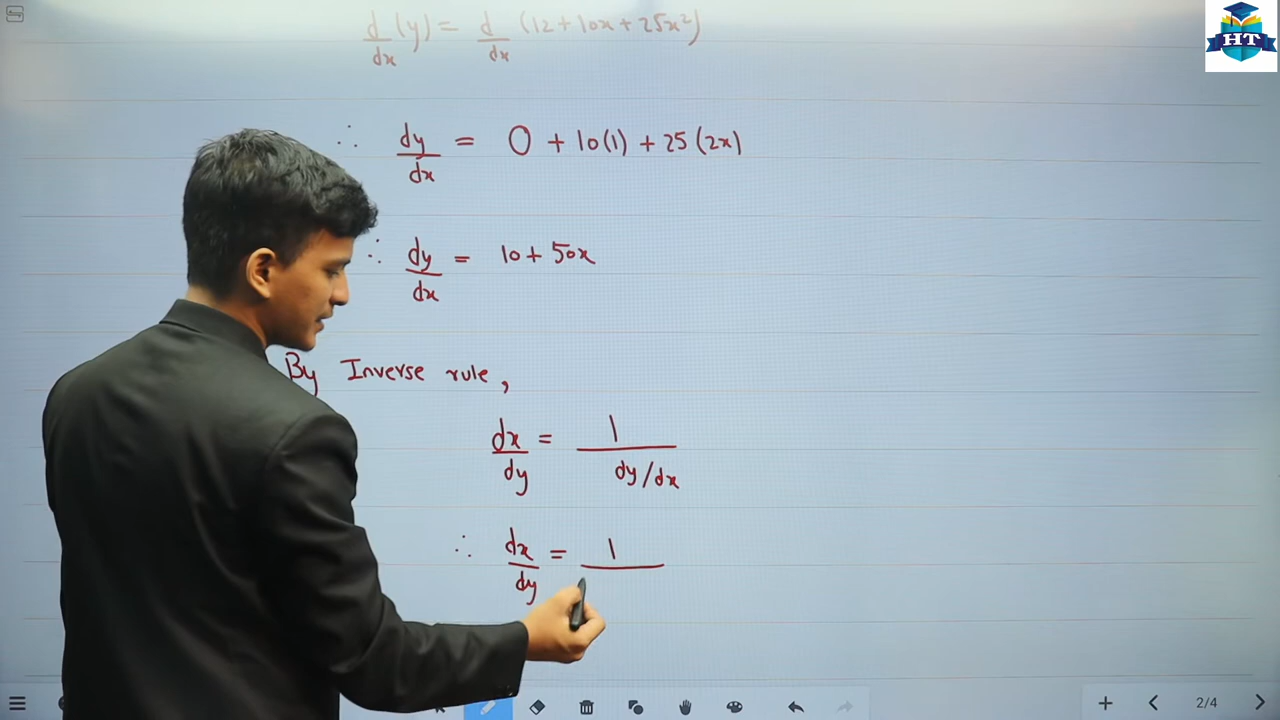 d/dx (y) = d/dx (12 + 10x + 25x²)
HT
∴ dy/dx = 0 + 10(1) + 25(2x)
∴ dy/dx = 10 + 50x
By Inverse rule,
dx/dy = 1/(dy/dx)
∴ dx/dy = 1
2/4